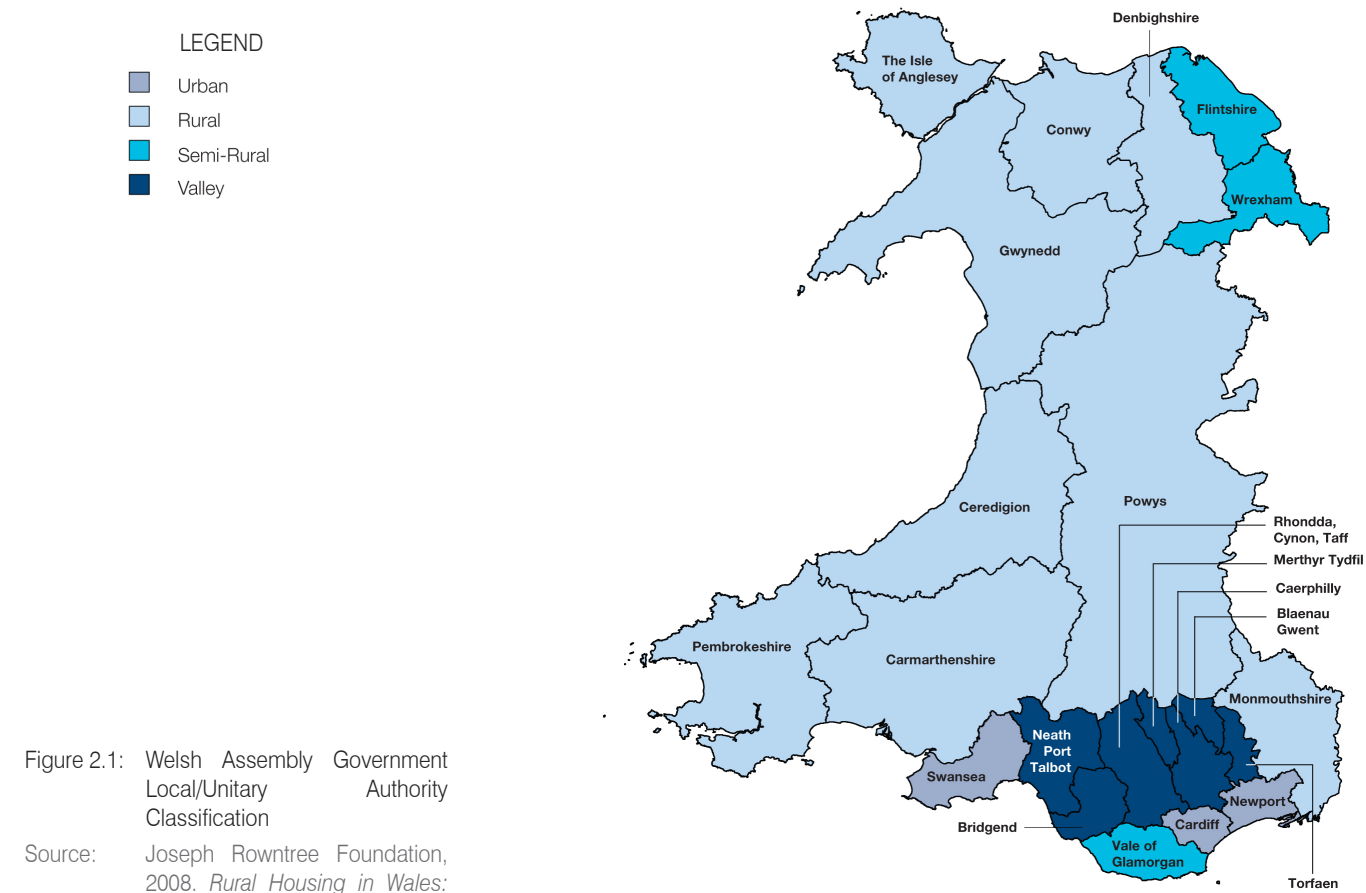 LEGEND
Urban
Rural
Semi-Rural
Valley
Denbighshire
The Isle
of Anglesey
Flintshire
Conwy
Wrexham
Gwynedd
Ceredigion
Powys
Rhondda,
Cynon, Taff
Merthyr Tydfil
Caerphilly
Blaenau
Gwent
Pembrokeshire
Carmarthenshire
Monmouthshire
Neath
Port
Talbot
Swansea
Newport
Bridgend
Cardiff
Vale of
Glamorgan
Torfaen
Figure 2.1: Welsh Assembly Government
Local/Unitary Authority
Classification
Source: Joseph Rowntree Foundation,
2008. Rural Housing in Wales: